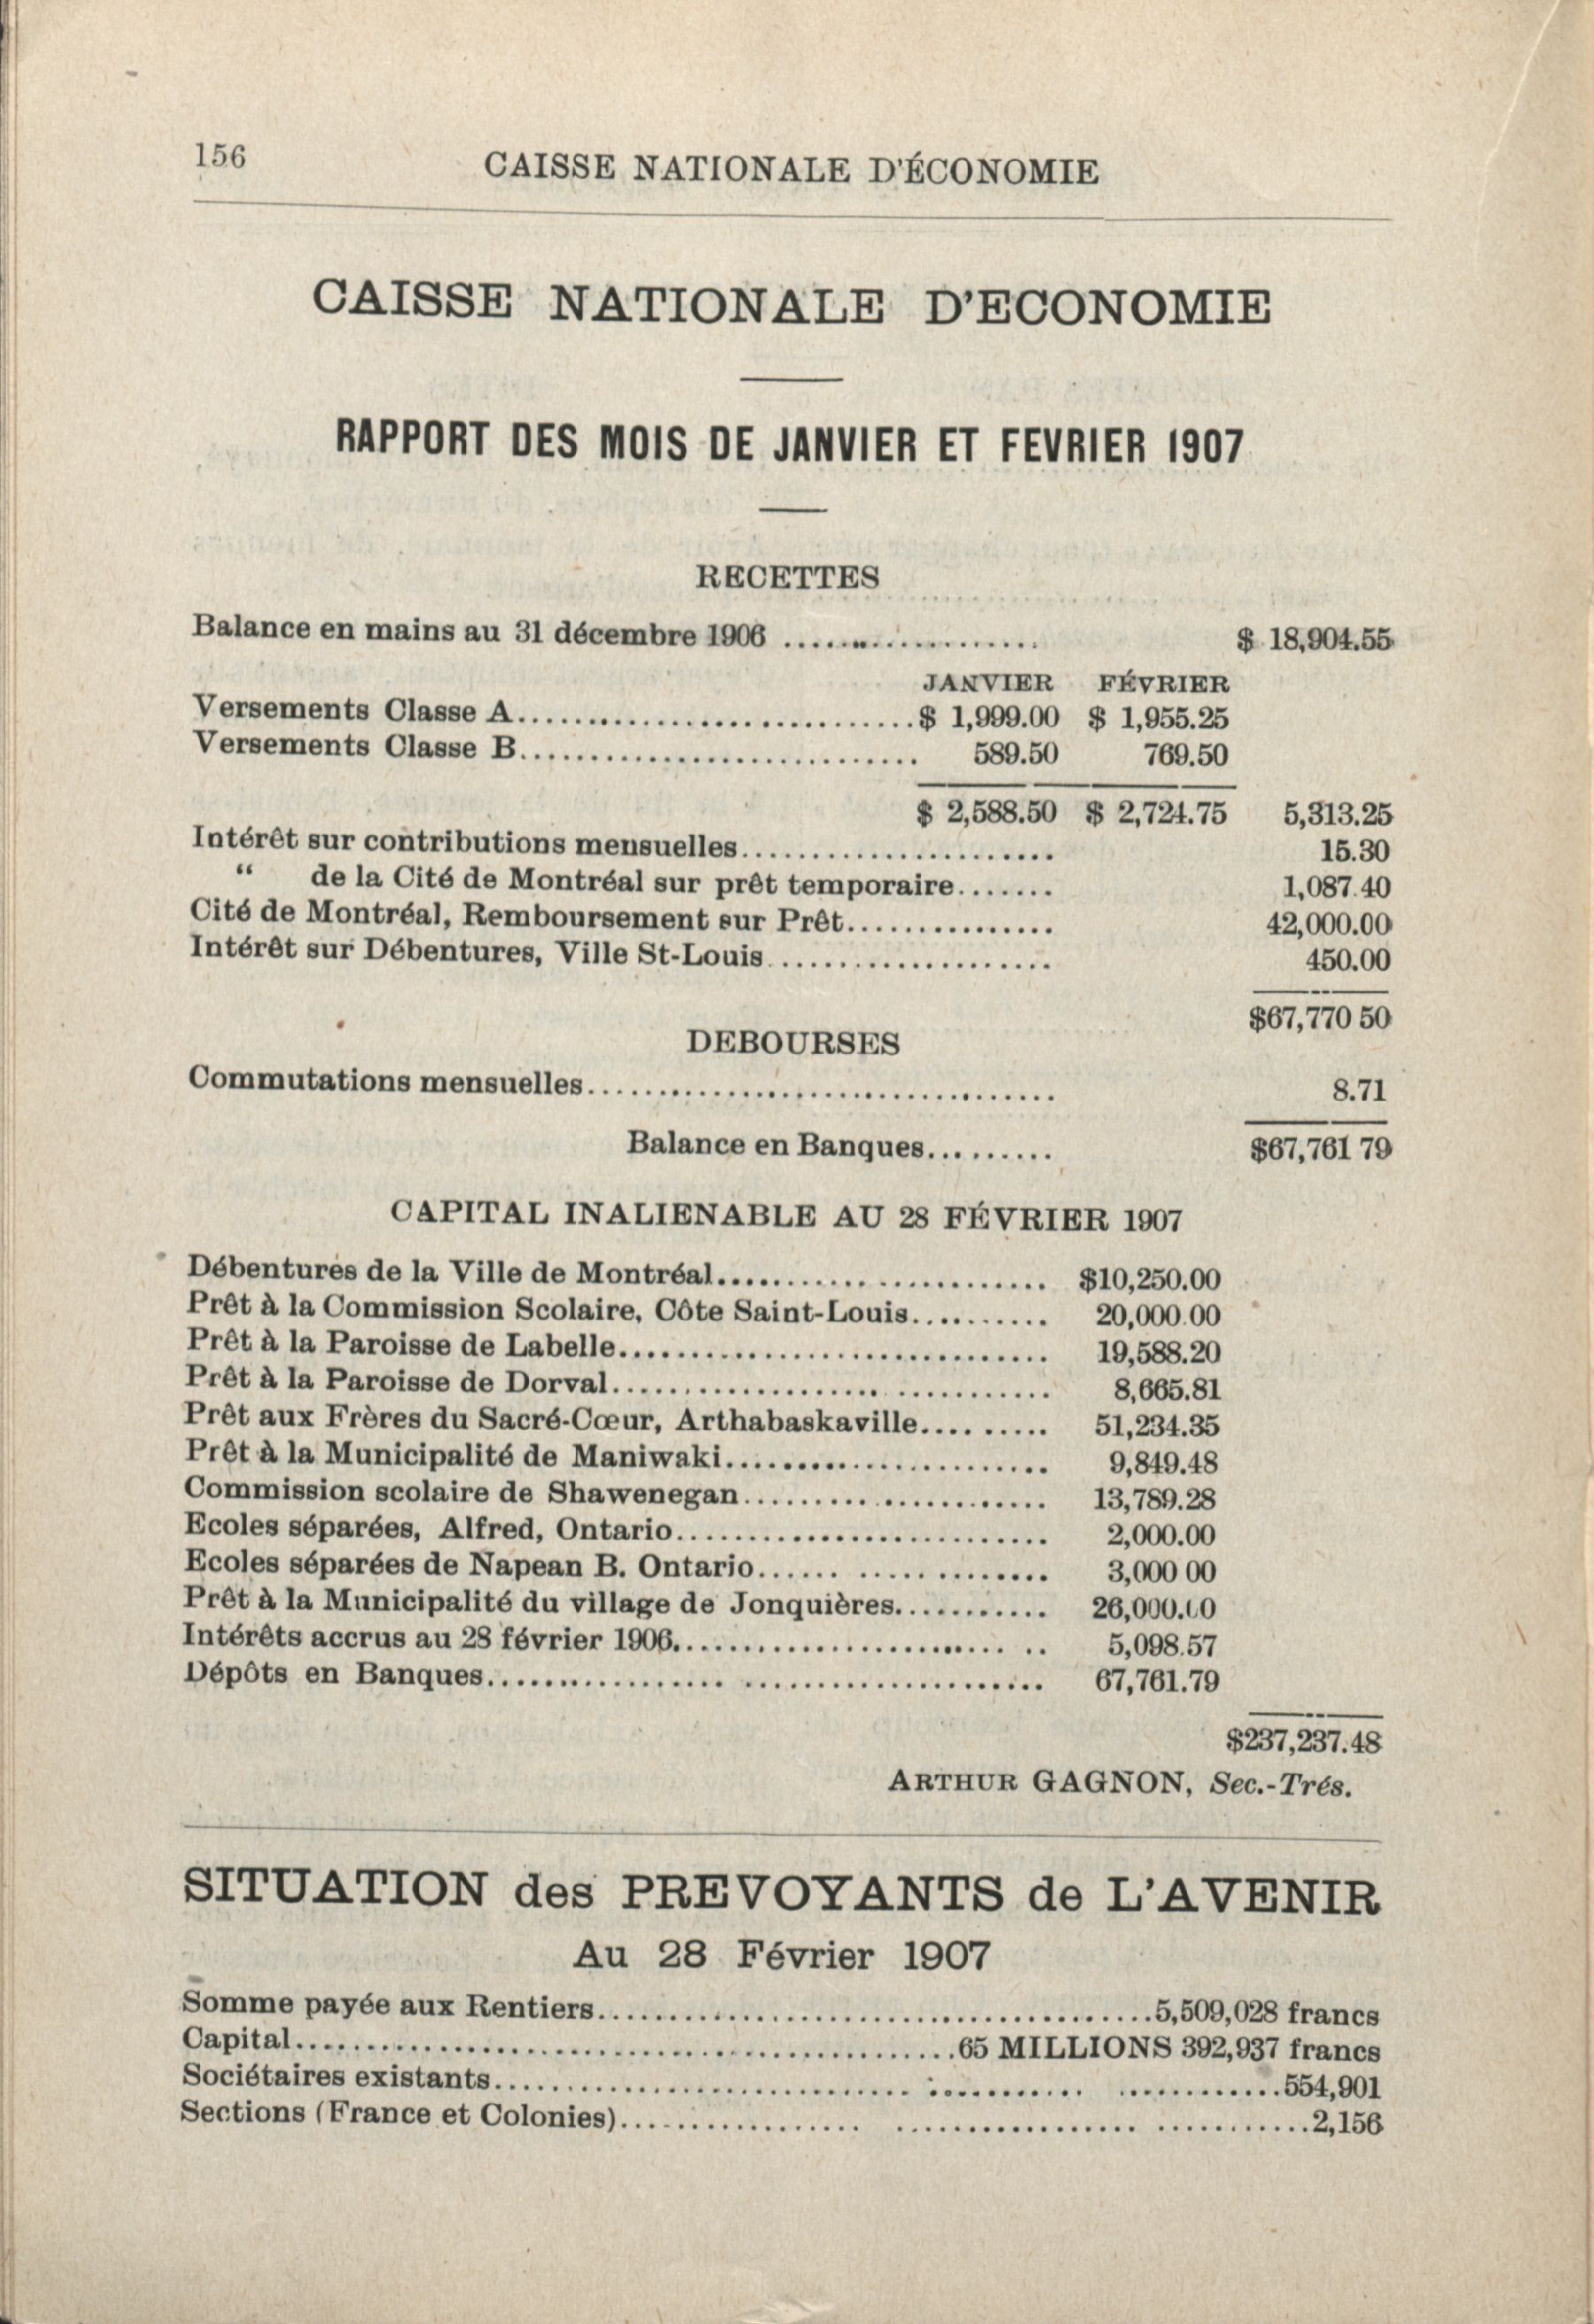 156 CAISSE NATIONALE D'ÉCONOMIE
CAISSE NATIONALE D'ECONOMIE
RAPPORT DES MOIS DE JANVIER ET FEVRIER 1907
RECETTES
Balance en mains au 31 décembre 1906 .................. $ 18,904.55
JANVIER FÉVRIER
Versements Classe A............................$ 1,999.00 $ 1,955.25
Versements Classe B............................ 589.50 769.50
$ 2,588.50 $ 2,724.75 5,313.25
Intérêt sur contributions mensuelles...................... 15.30
“ de la Cité de Montréal sur prêt temporaire....... 1,087.40
Cité de Montréal, Remboursement sur Prêt............... 42,000.00
Intérêt sur Débentures, Ville St-Louis.................... 450.00
$67,770 50
DEBOURSES
Commutations mensuelles................................. 8.71
Balance en Banques......... $67,761 79
CAPITAL INALIENABLE AU 28 FÉVRIER 1907
Débentures de la Ville de Montréal....................... $10,250.00
Prêt à la Commission Scolaire, Côte Saint-Louis.......... 20,000.00
Prêt à la Paroisse de Labelle.............................. 19,588.20
Prêt à la Paroisse de Dorval............................... 8,665.81
Prêt aux Frères du Sacré-Cœur, Arthabaskaville......... 51,234.35
Prêt à la Municipalité de Maniwaki....................... 9,849.48
Commission scolaire de Shawenegan..................... 13,789.28
Ecoles séparées, Alfred, Ontario.......................... 2,000.00
Ecoles séparées de Napean B. Ontario...... ............. 3,000 00
Prêt à la Municipalité du village de Jonquières........... 26,000.00
Intérêts accrus au 28 février 1906....................... .. 5,098.57
Dépôts en Banques................. ..................... 67,761.79
$237,237.48
ARTHUR GAGNON, Sec.-Trés.
SITUATION des PREVOYANTS de L'AVENIR
Au 28 Février 1907
Somme payée aux Rentiers.......................................5,509,028 francs
Capital..............................................65 MILLIONS 392,937 francs
Sociétaires existants............................. ........... ............554,901
Sections (France et Colonies)................. ................. ...........2,156